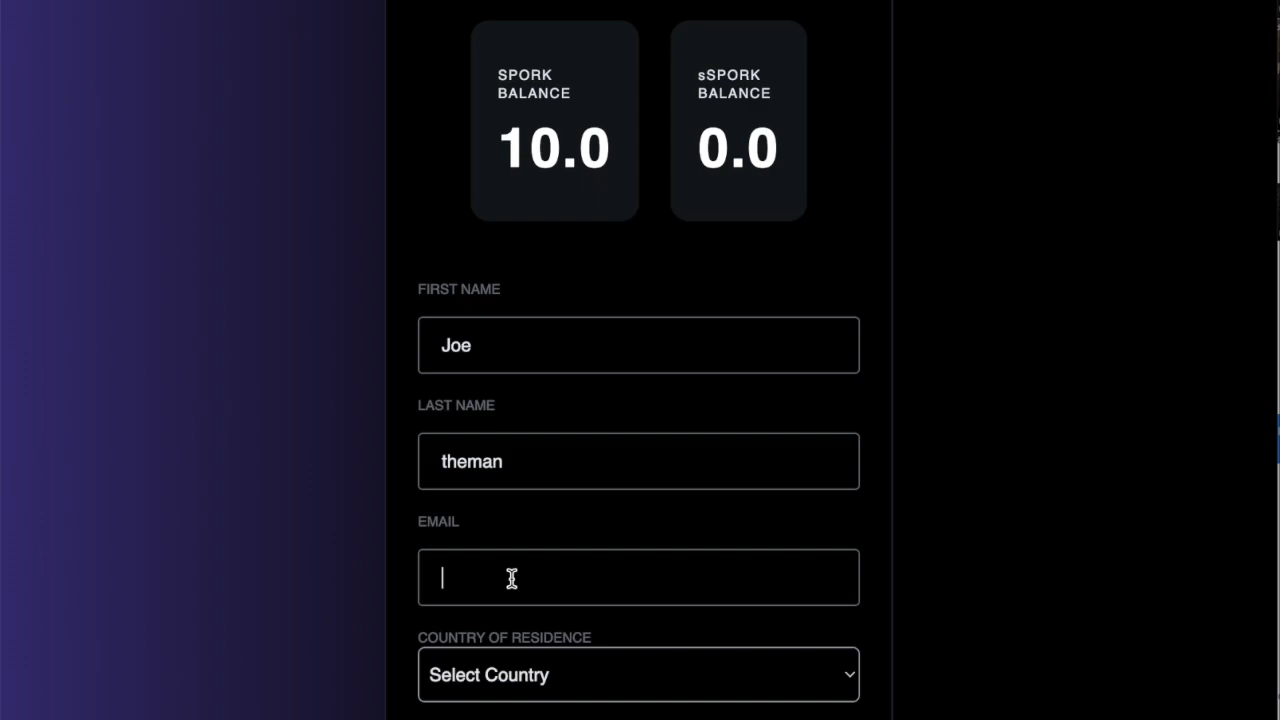 SPORK
BALANCE
10.0
sSPORK
BALANCE
0.0
FIRST NAME
Joe
LAST NAME
theman
EMAIL
COUNTRY OF RESIDENCE
Select Country